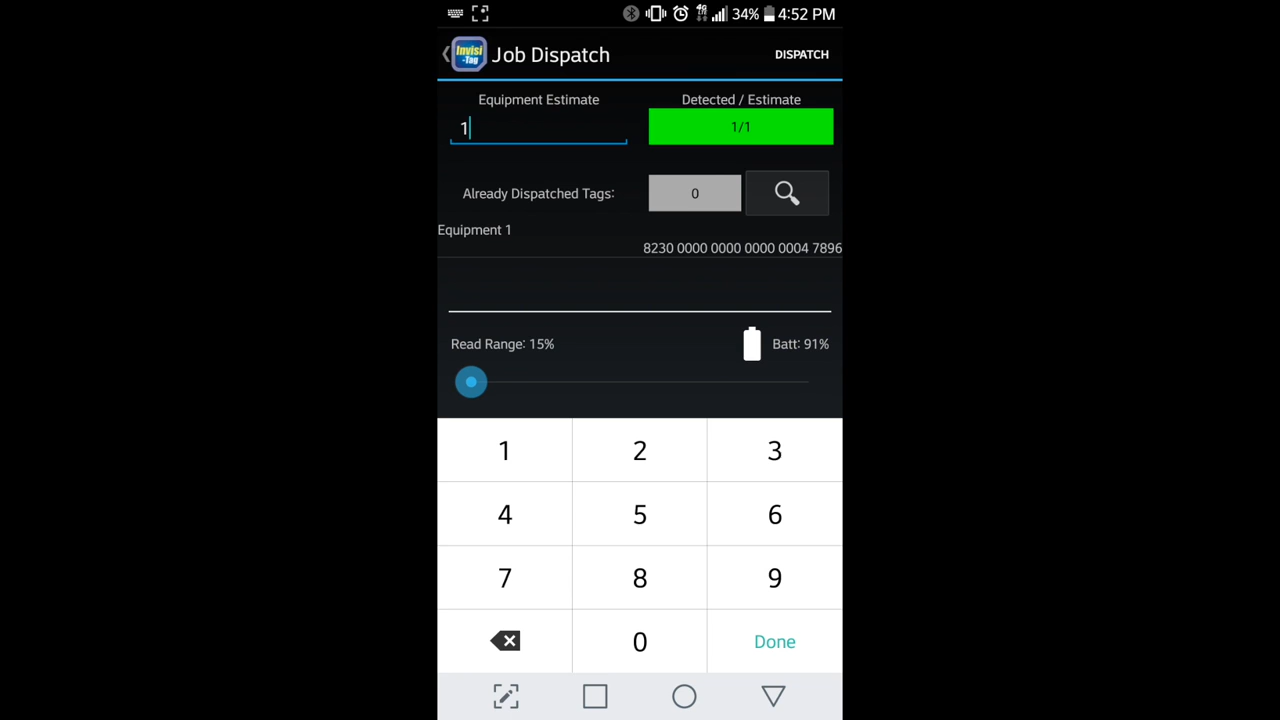 34% 4:52 PM
Invisi
-Tag
Job Dispatch
DISPATCH
Equipment Estimate
Detected / Estimate
1
1/1
Already Dispatched Tags:
0
Equipment 1
8230 0000 0000 0000 0004 7896
Read Range: 15%
Batt: 91%
1 2 3
4 5 6
7 8 9
0 Done